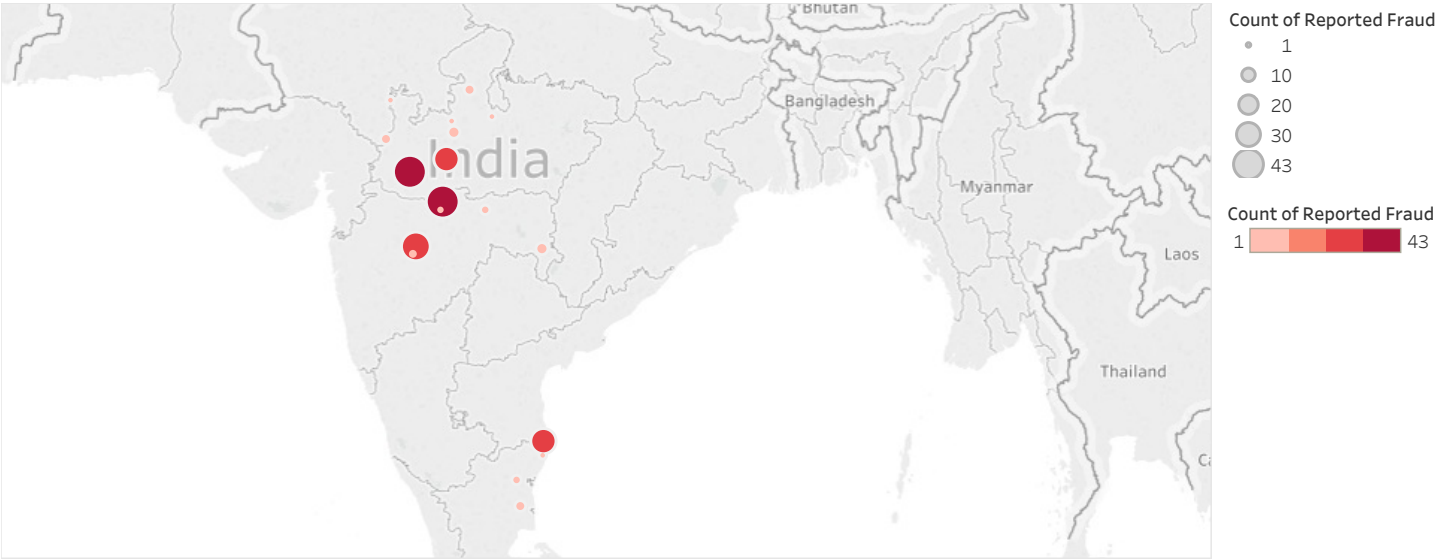 Bhutan
Bangladesh
India
Myanmar
Laos
Thailand
Ca
Count of Reported Fraud
1
10
20
30
43
Count of Reported Fraud
1 43